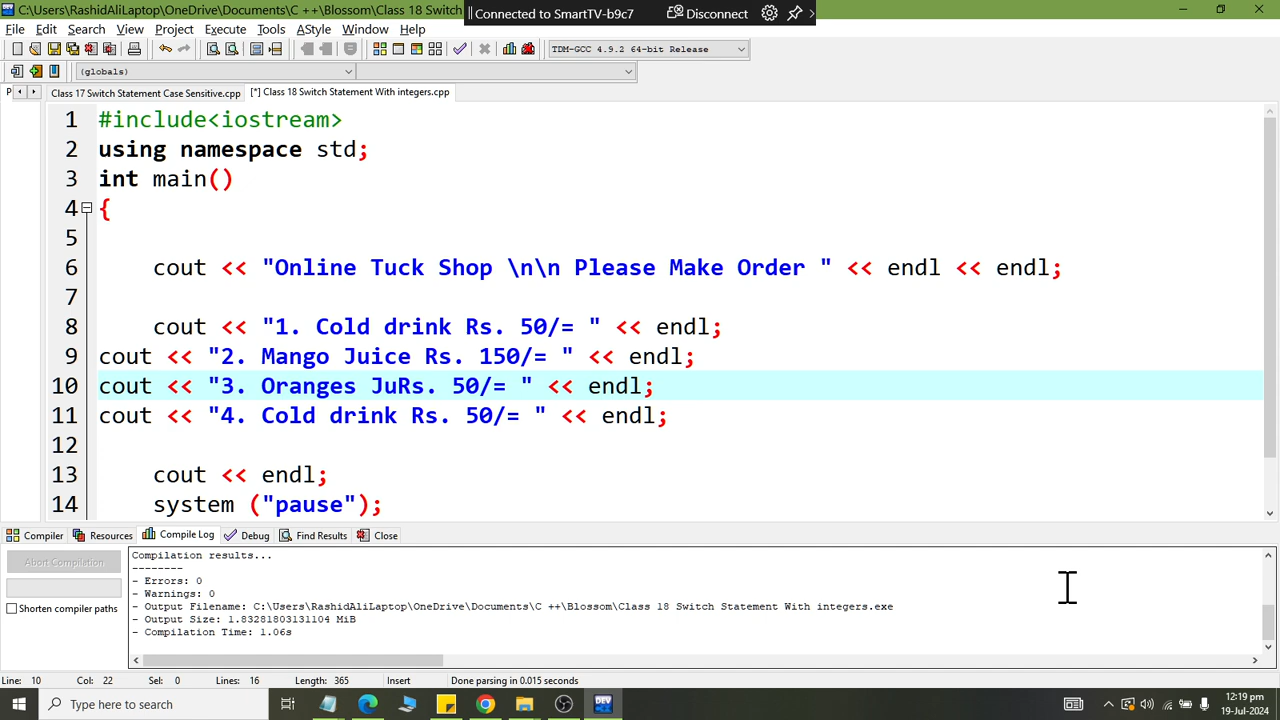 C:\Users\RashidAliLaptop\OneDrive\Documents\C ++\Blossom\Class 18 Switch
Connected to SmartTV-b9c7 Disconnect
File Edit Search View Project Execute Tools AStyle Window Help
TDM-GCC 4.9.2 64-bit Release
(globals)
P Class 17 Switch Statement Case Sensitive.cpp [*] Class 18 Switch Statement With integers.cpp
1 #include<iostream>
2 using namespace std;
3 int main()
4 {
5
6 cout << "Online Tuck Shop \n\n Please Make Order " << endl << endl;
7
8 cout << "1. Cold drink Rs. 50/= " << endl;
9 cout << "2. Mango Juice Rs. 150/= " << endl;
10 cout << "3. Oranges JuRs. 50/= " << endl;
11 cout << "4. Cold drink Rs. 50/= " << endl;
12
13 cout << endl;
14 system ("pause");
Compiler Resources Compile Log Debug Find Results Close
Abort Compilation
Shorten compiler paths
Compilation results...
--------
- Errors: 0
- Warnings: 0
- Output Filename: C:\Users\RashidAliLaptop\OneDrive\Documents\C ++\Blossom\Class 18 Switch Statement With integers.exe
- Output Size: 1.83281803131104 MiB
- Compilation Time: 1.06s
Line: 10 Col: 22 Sel: 0 Lines: 16 Length: 365 Insert Done parsing in 0.015 seconds
Type here to search
DEV
12:19 pm
19-Jul-2024